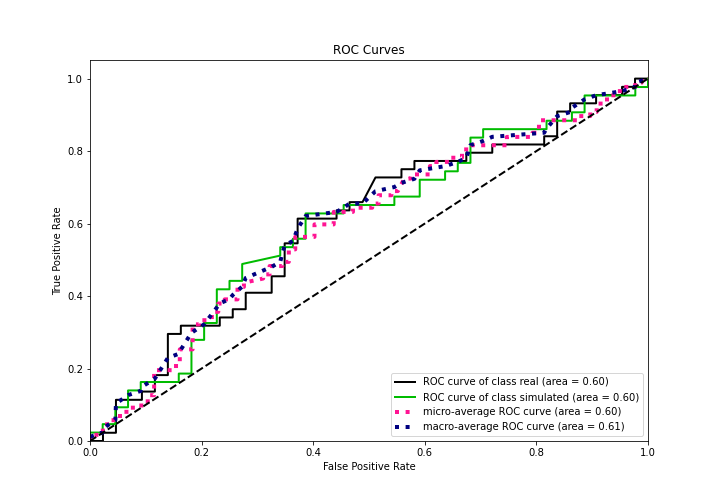 ROC Curves
True Positive Rate
1.0
0.8
0.6
0.4
0.2
0.0
0.0 0.2 0.4 0.6 0.8 1.0
False Positive Rate
ROC curve of class real (area = 0.60)
ROC curve of class simulated (area = 0.60)
micro-average ROC curve (area = 0.60)
macro-average ROC curve (area = 0.61)